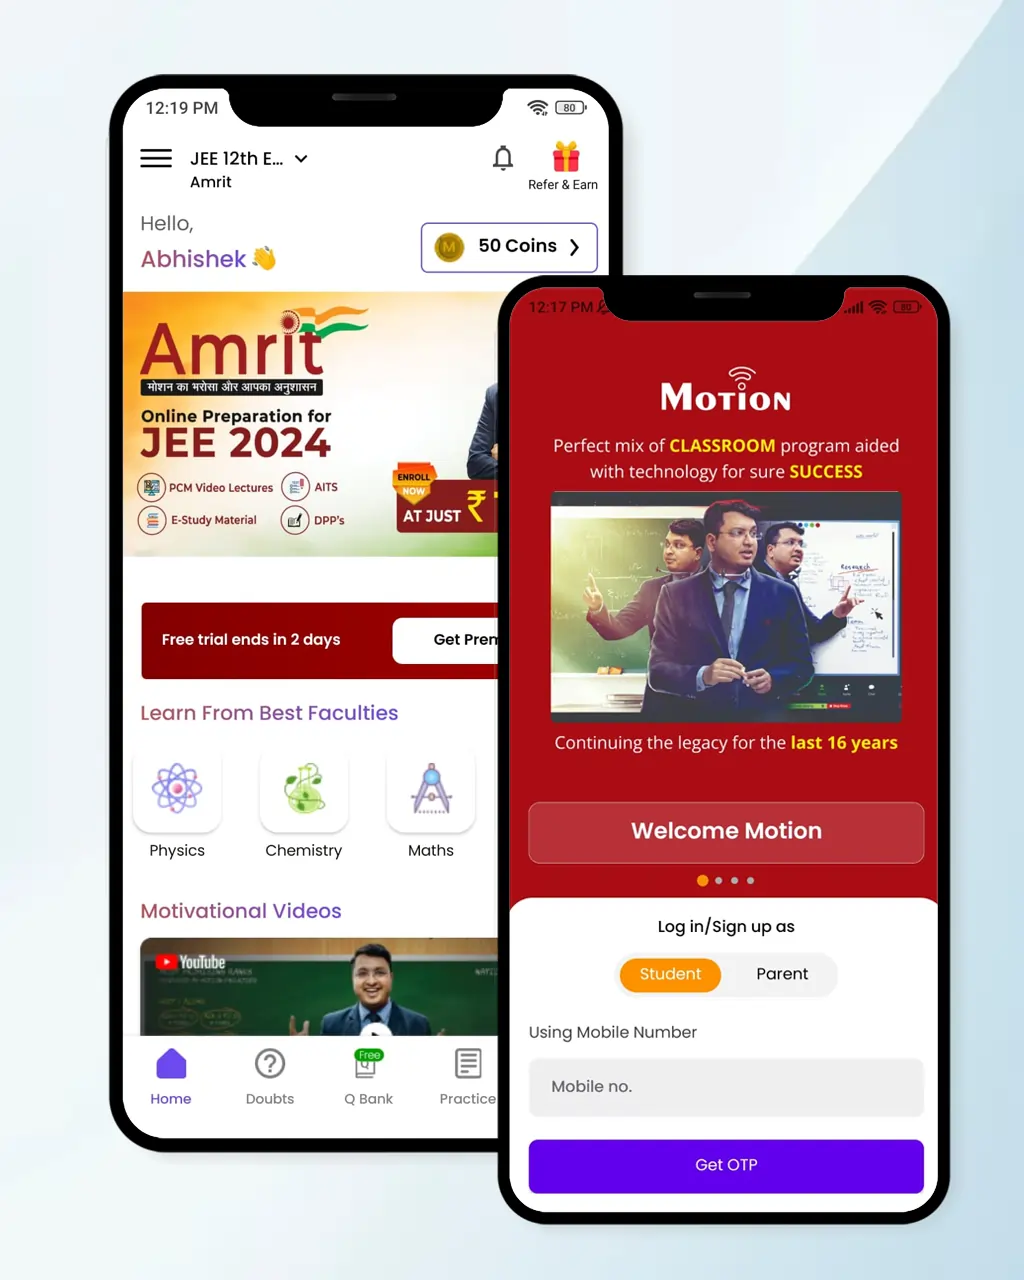 12:19 PM
80
JEE 12th E...
Amrit
Refer & Earn
Hello,
Abhishek 👋
M
50 Coins
Amrit
मोशन का भरोसा और आपका अनुशासन
Online Preparation for
JEE 2024
PCM Video Lectures
AITS
E-Study Material
DPP's
ENROLL
NOW
AT JUST ₹
Free trial ends in 2 days
Get Prem
Learn From Best Faculties
Physics
Chemistry
Maths
Motivational Videos
YouTube
Home
Doubts
Free
Q Bank
Practice
12:17 PM
80
MOTION
Perfect mix of CLASSROOM program aided
with technology for sure SUCCESS
Research
Continuing the legacy for the last 16 years
Welcome Motion
Log in/Sign up as
Student
Parent
Using Mobile Number
Mobile no.
Get OTP